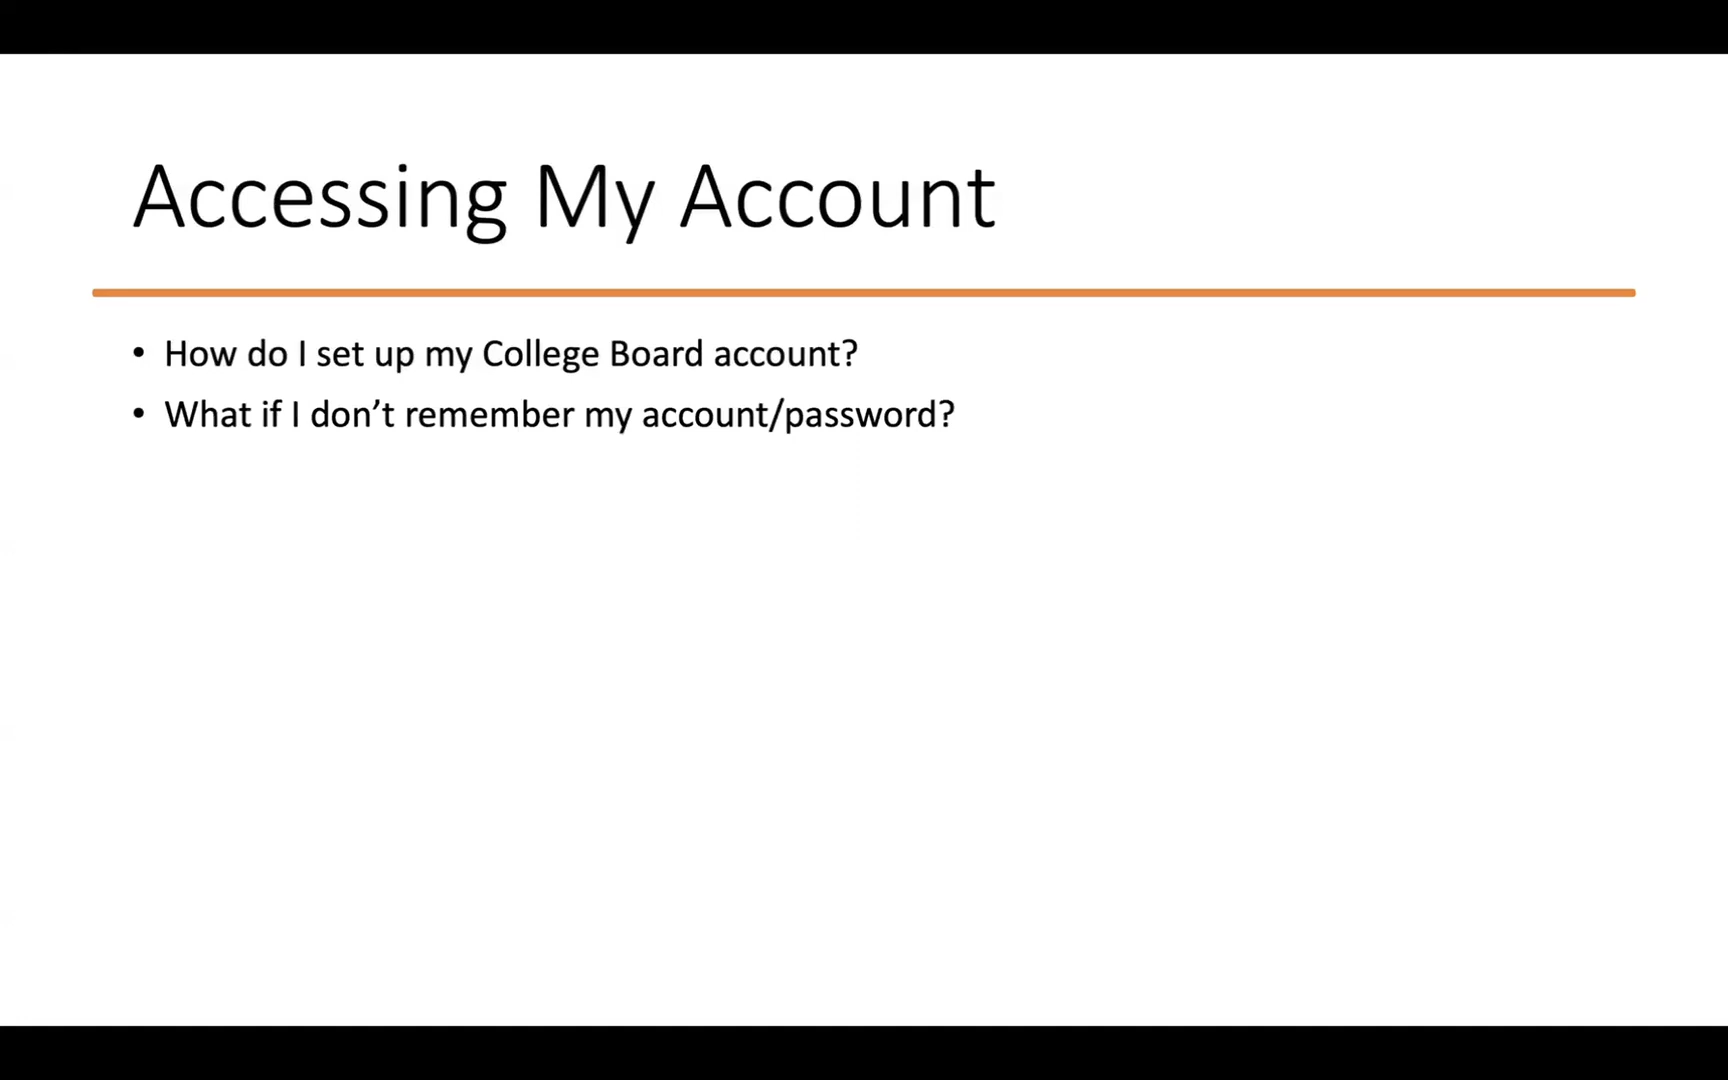 Accessing My Account
• How do I set up my College Board account?
• What if I don’t remember my account/password?